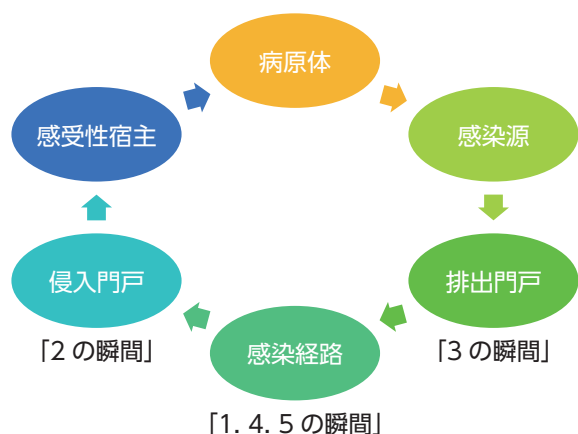 病原体
感染源
排出門戸
「3 の瞬間」
感染経路
「1. 4. 5 の瞬間」
侵入門戸
「2 の瞬間」
感受性宿主